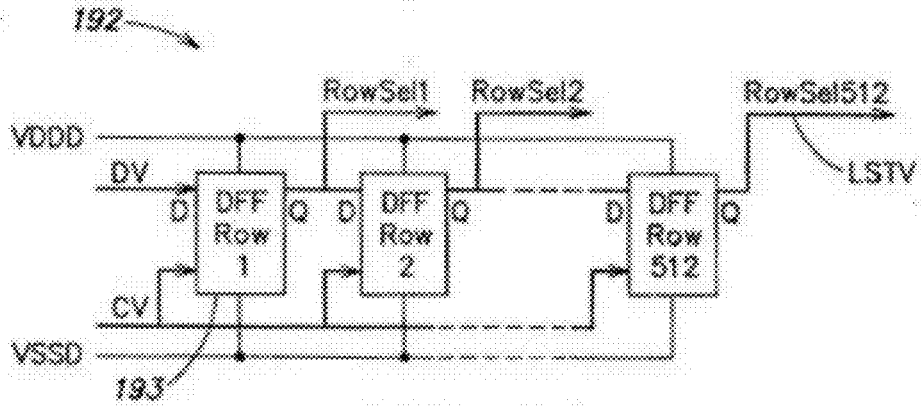 192
RowSel1
RowSel2
RowSel512
VDDD
DV
LSTV
D
DFF
Row
1
Q
D
DFF
Row
2
Q
D
DFF
Row
512
Q
CV
VSSD
193